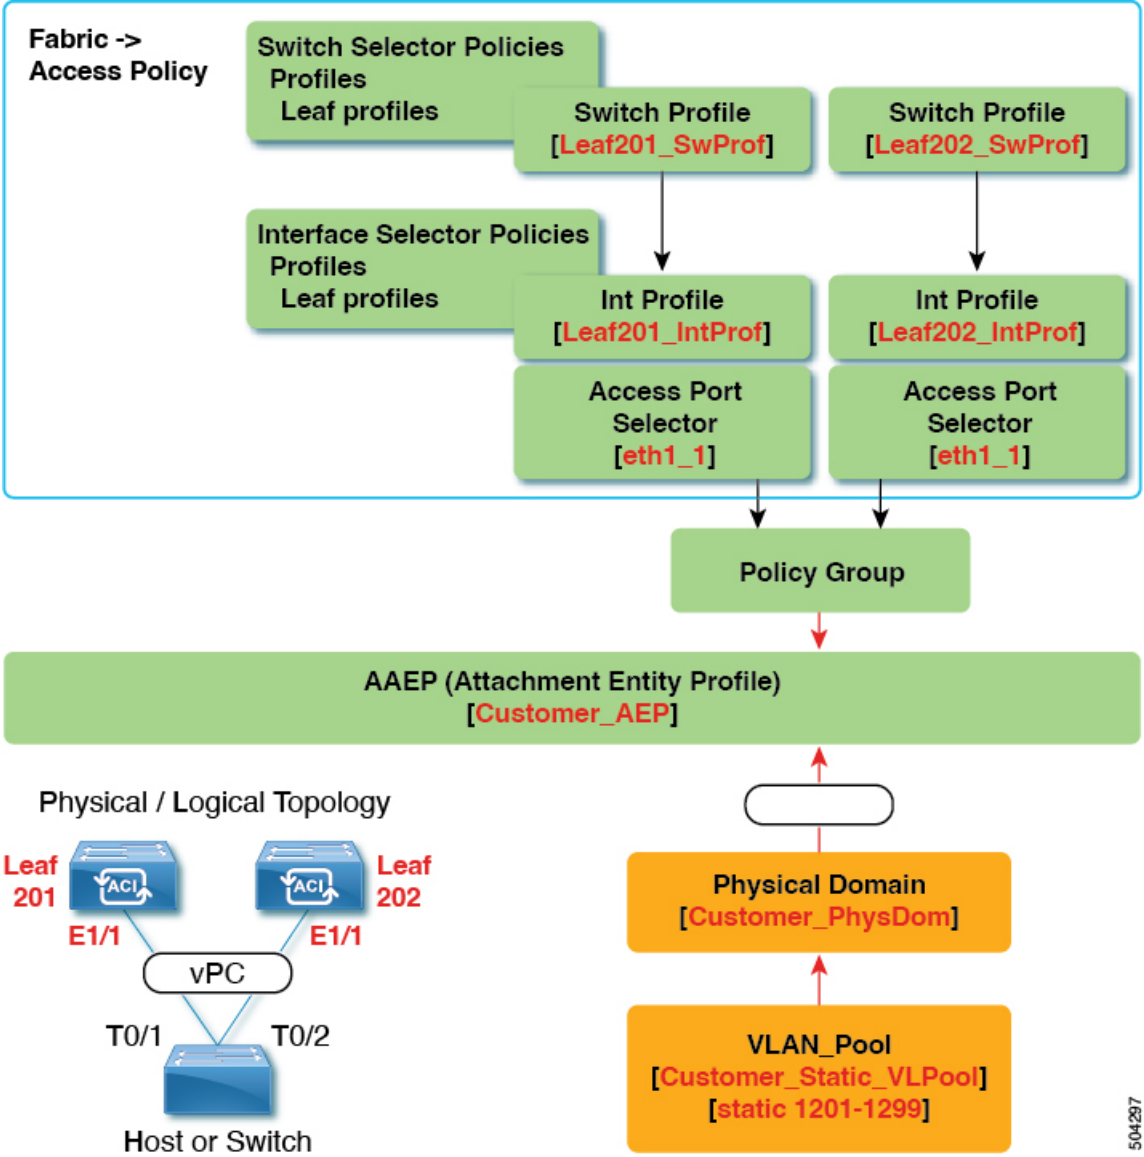 Fabric ->
Access Policy
Switch Selector Policies
Profiles
Leaf profiles
Switch Profile
[Leaf201_SwProf]
Switch Profile
[Leaf202_SwProf]
Interface Selector Policies
Profiles
Leaf profiles
Int Profile
[Leaf201_IntProf]
Int Profile
[Leaf202_IntProf]
Access Port
Selector
[eth1_1]
Access Port
Selector
[eth1_1]
Policy Group
AAEP (Attachment Entity Profile)
[Customer_AEP]
Physical / Logical Topology
Leaf
201
ACI
ACI
Leaf
202
E1/1
E1/1
vPC
T0/1
T0/2
Host or Switch
Physical Domain
[Customer_PhysDom]
VLAN_Pool
[Customer_Static_VLPool]
[static 1201-1299]
504297